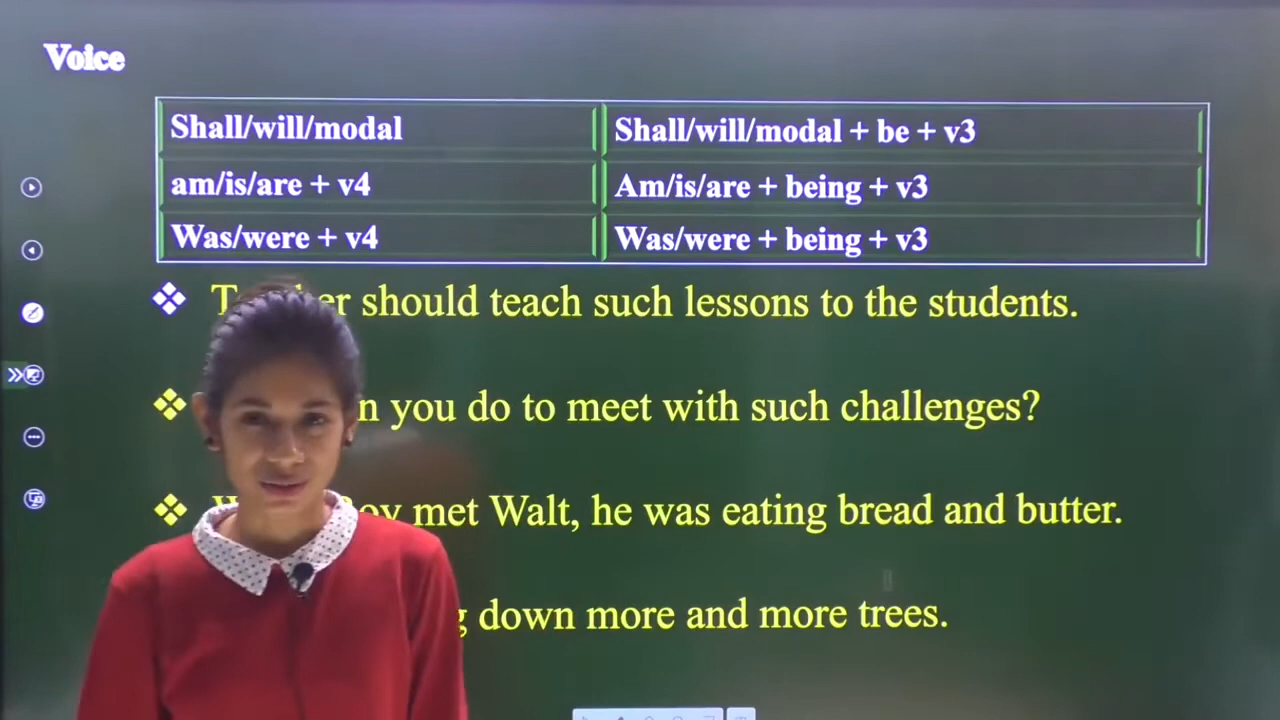 Voice
Shall/will/modal
Shall/will/modal + be + v3
am/is/are + v4
Am/is/are + being + v3
Was/were + v4
Was/were + being + v3
should teach such lessons to the students.
you do to meet with such challenges?
met Walt, he was eating bread and butter.
down more and more trees.